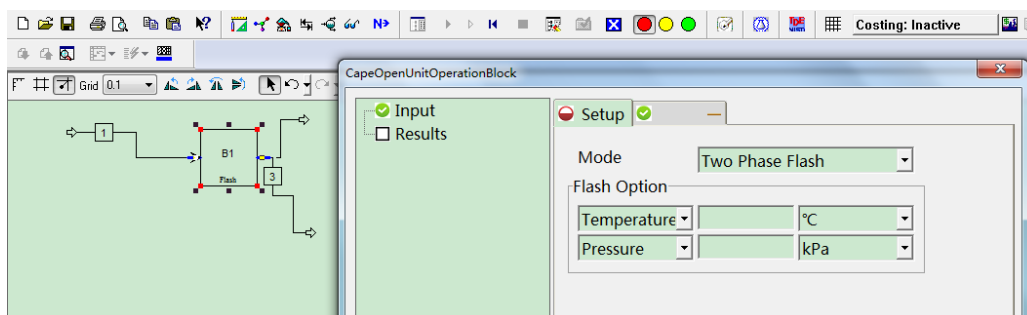 N>
Costing: Inactive
Grid 0.1
CapeOpenUnitOperationBlock
Input
Results
Setup
Mode
Two Phase Flash
Flash Option
Temperature
°C
Pressure
kPa
1
B1
Flash
3